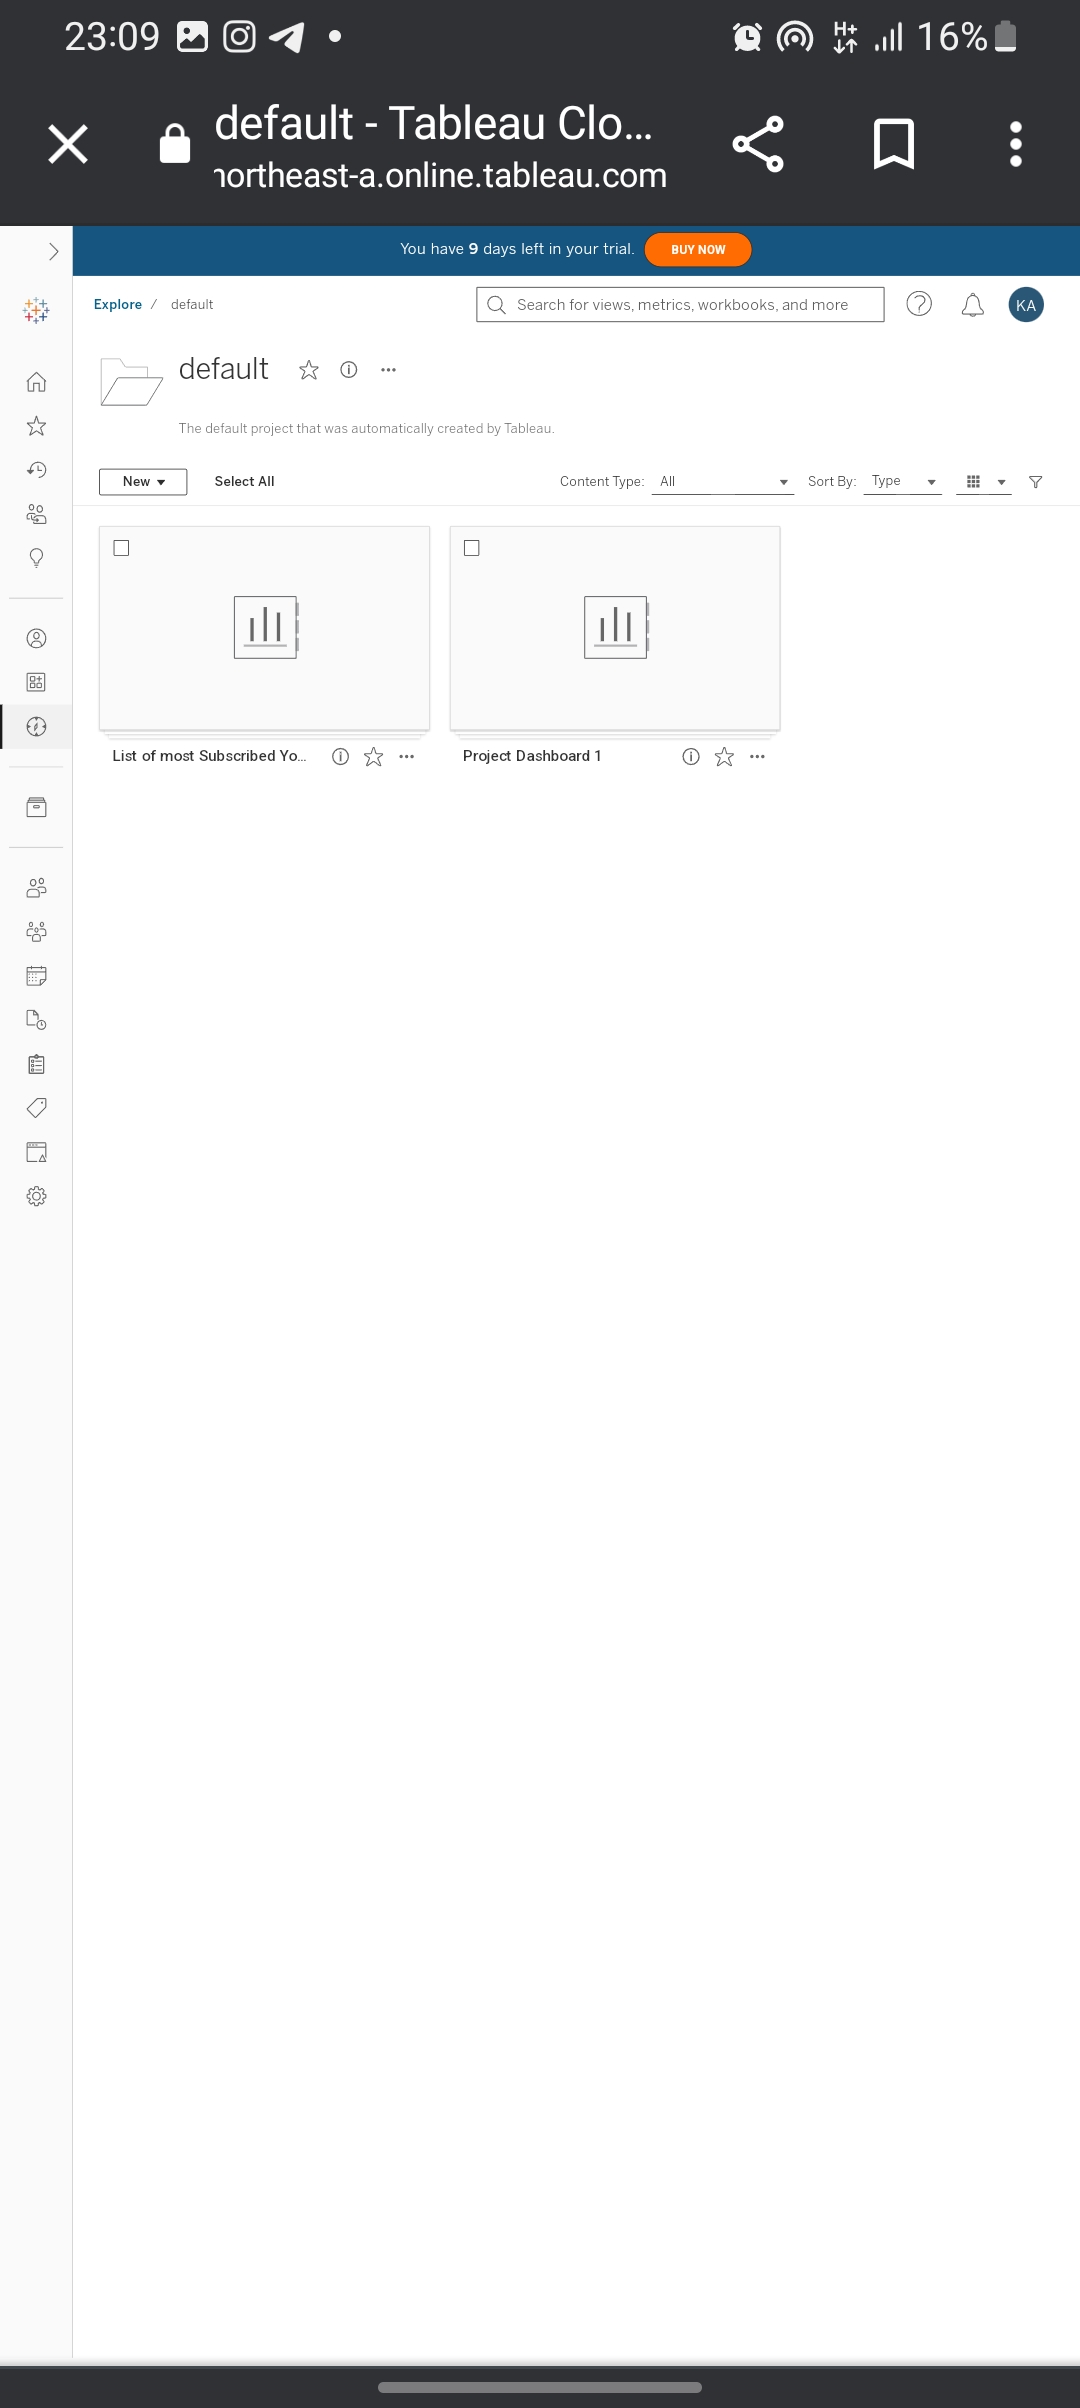 23:09
H+
16%
default - Tableau Clo...
northeast-a.online.tableau.com
You have 9 days left in your trial.
BUY NOW
Explore / default
Search for views, metrics, workbooks, and more
KA
default
The default project that was automatically created by Tableau.
New
Select All
Content Type: All
Sort By: Type
List of most Subscribed Yo...
Project Dashboard 1